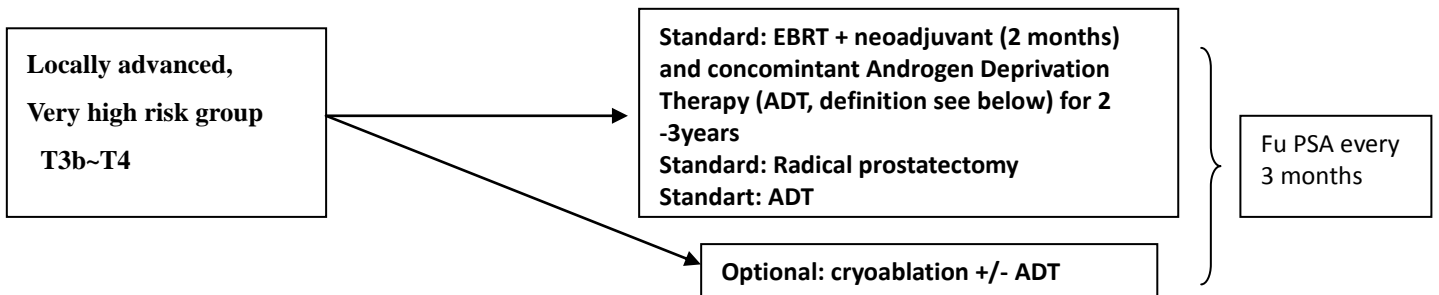 Locally advanced,
Very high risk group
T3b~T4
Standard: EBRT + neoadjuvant (2 months)
and concomintant Androgen Deprivation
Therapy (ADT, definition see below) for 2
-3years
Standard: Radical prostatectomy
Standart: ADT
Optional: cryoablation +/- ADT
Fu PSA every
3 months